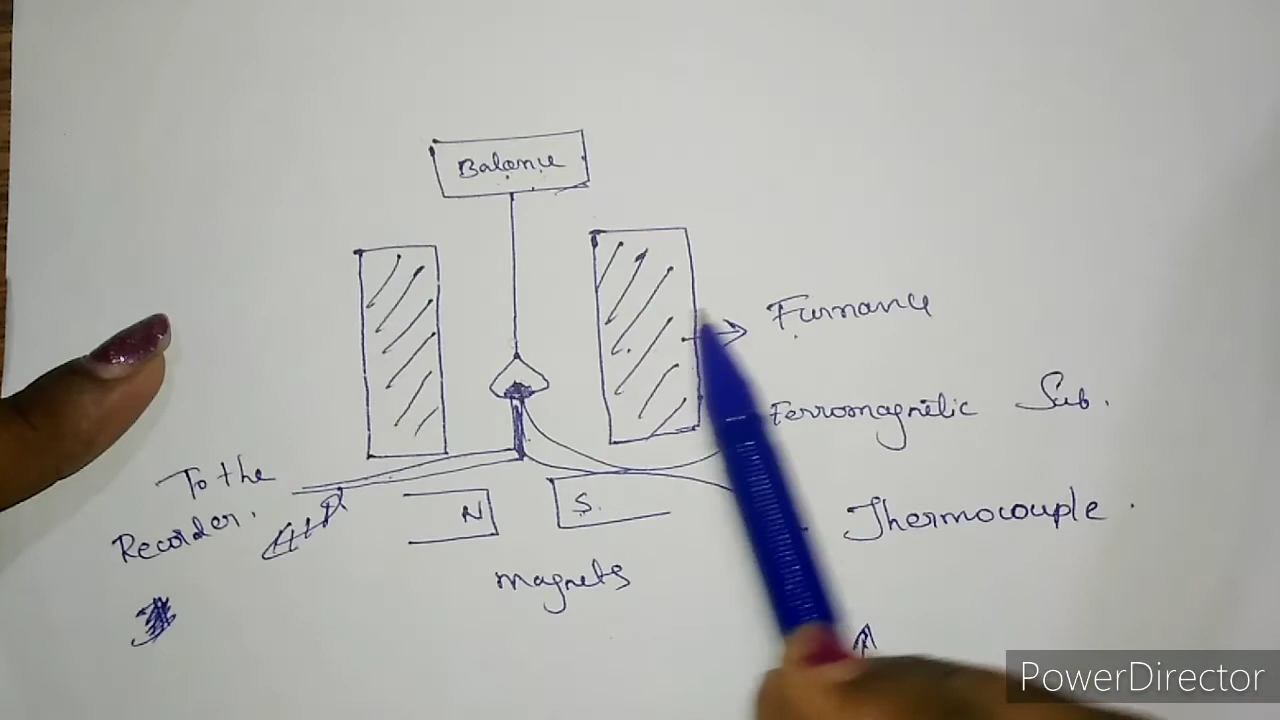 Balance
Furnance
Ferromagnetic Sub.
To the
Recorder.
N
S.
Thermocouple.
magnets
PowerDirector